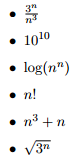 • 3^n/n^3
• 10^10
• log(n^n)
• n!
• n^3 + n
• √(3^n)